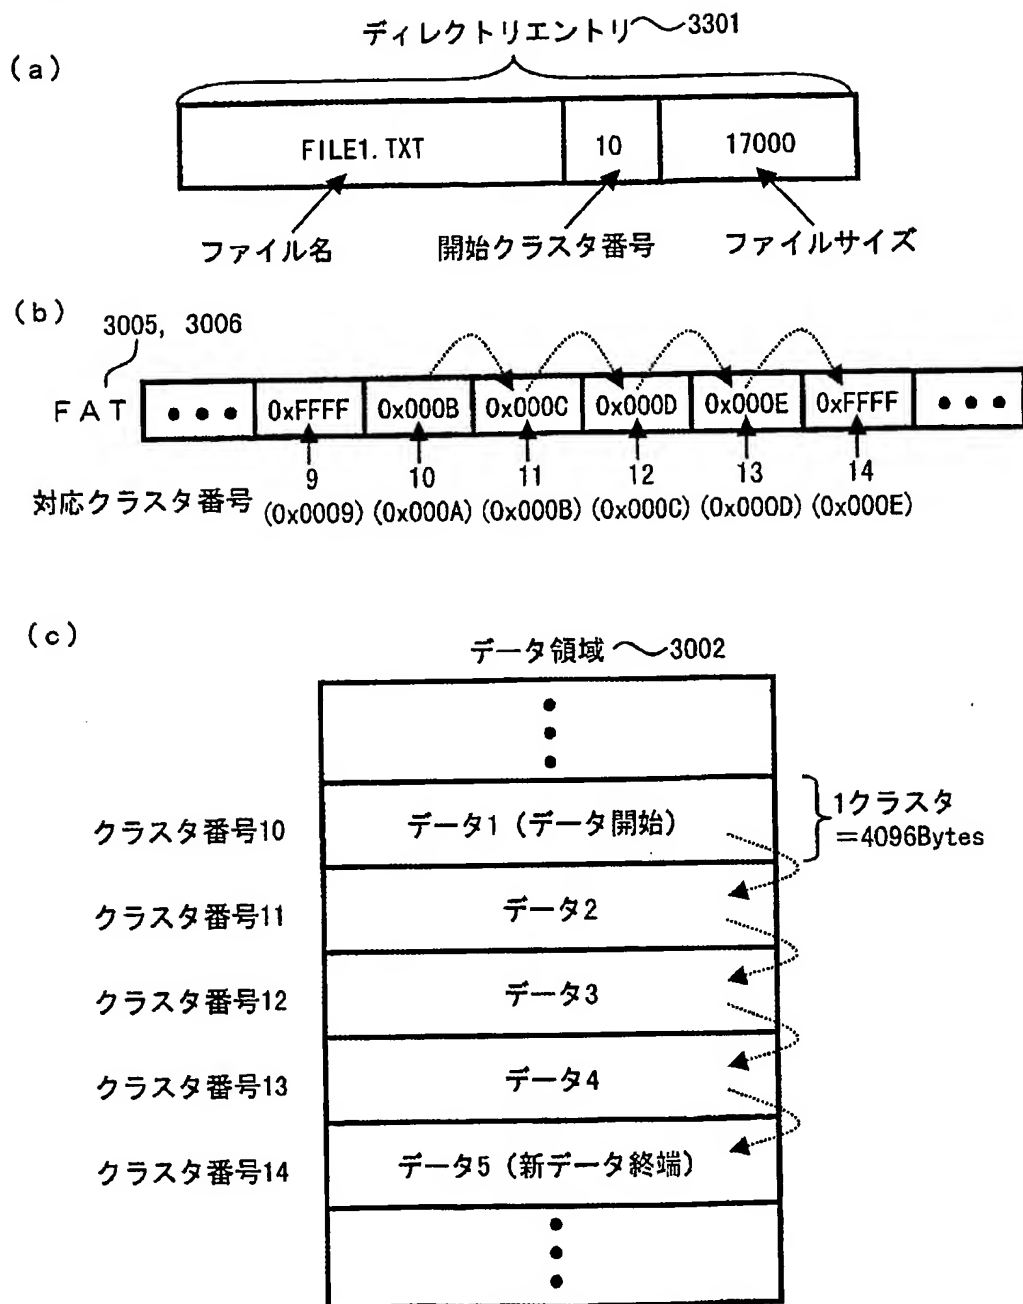 (a)
ディレクトリエントリ 3301
FILE1.TXT 10 17000
ファイル名 開始クラスタ番号 ファイルサイズ
(b)
3005, 3006
FAT ●●● 0xFFFF 0x000B 0x000C 0x000D 0x000E 0xFFFF ●●●
9 10 11 12 13 14
対応クラスタ番号 (0x0009) (0x000A) (0x000B) (0x000C) (0x000D) (0x000E)
(c)
データ領域 3002
クラスタ番号10 データ1(データ開始) 1クラスタ
=4096Bytes
クラスタ番号11 データ2
クラスタ番号12 データ3
クラスタ番号13 データ4
クラスタ番号14 データ5(新データ終端)